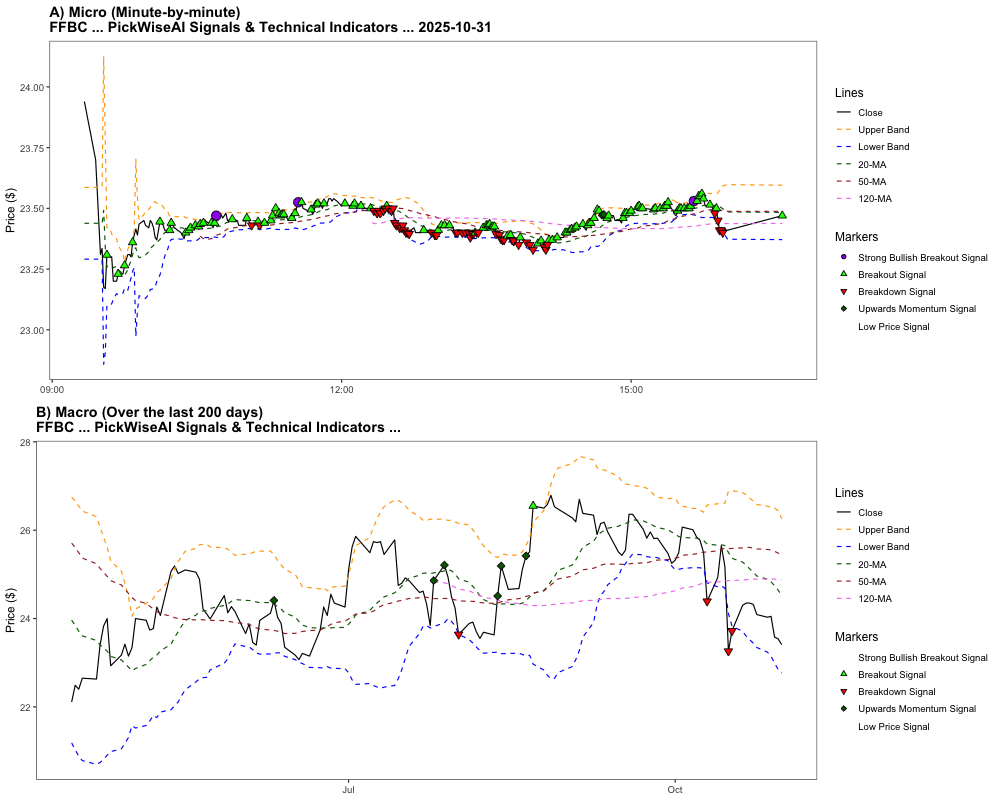 A) Micro (Minute-by-minute)
FFBC ... PickWiseAI Signals & Technical Indicators ... 2025-10-31
Price ($)
24.00
23.75
23.50
23.25
23.00
09:00
12:00
15:00
Lines
Close
Upper Band
Lower Band
20-MA
50-MA
120-MA
Markers
Strong Bullish Breakout Signal
Breakout Signal
Breakdown Signal
Upwards Momentum Signal
Low Price Signal
B) Macro (Over the last 200 days)
FFBC ... PickWiseAI Signals & Technical Indicators ...
Price ($)
28
26
24
22
Jul
Oct
Lines
Close
Upper Band
Lower Band
20-MA
50-MA
120-MA
Markers
Strong Bullish Breakout Signal
Breakout Signal
Breakdown Signal
Upwards Momentum Signal
Low Price Signal